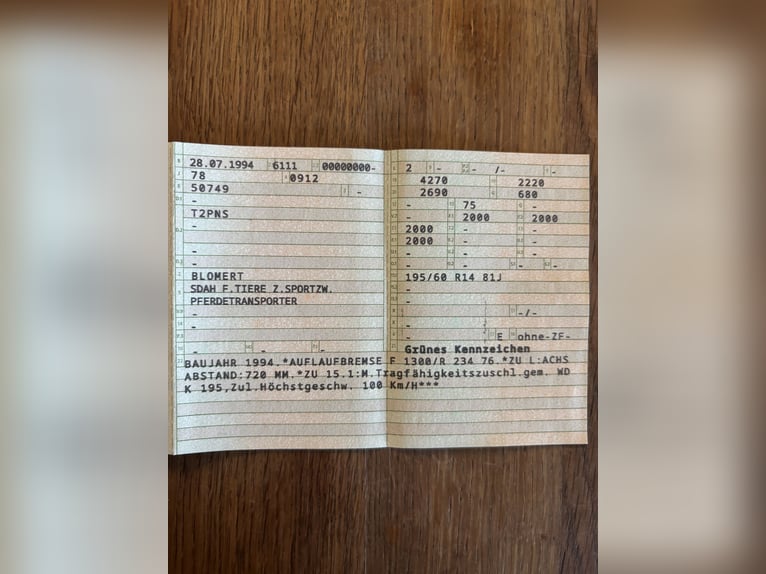 28.07.1994 6111 00000000-
78 0912
50749 -
-
T2PNS
-
-
-
BLOMERT
SDAH F.TIERE Z.SPORTZW.
PFERDETRANSPORTER
-
-
- - -
2 - - -/- -
4270 2220
2690 680
- 75 -
- 2000 2000
2000 - -
2000 - -
- - -
- - - -
195/60 R14 81J
-
-
- -/-
-
- E ohne-ZF-
Grünes Kennzeichen
BAUJAHR 1994.*AUFLAUFBREMSE F 1300/R 234 76.*ZU L:ACHS
ABSTAND:720 MM.*ZU 15.1:M.Tragfähigkeitszuschl.gem. WD
K 195,Zul.Höchstgeschw. 100 Km/H***